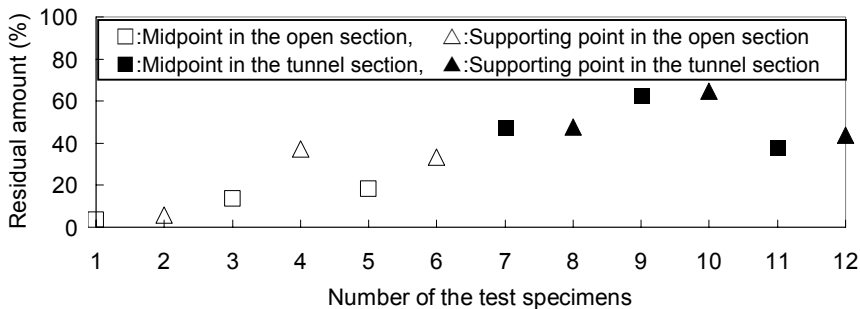 Residual amount (%)
100
80
60
40
20
0
□:Midpoint in the open section, △:Supporting point in the open section
■:Midpoint in the tunnel section, ▲:Supporting point in the tunnel section
1 2 3 4 5 6 7 8 9 10 11 12
Number of the test specimens